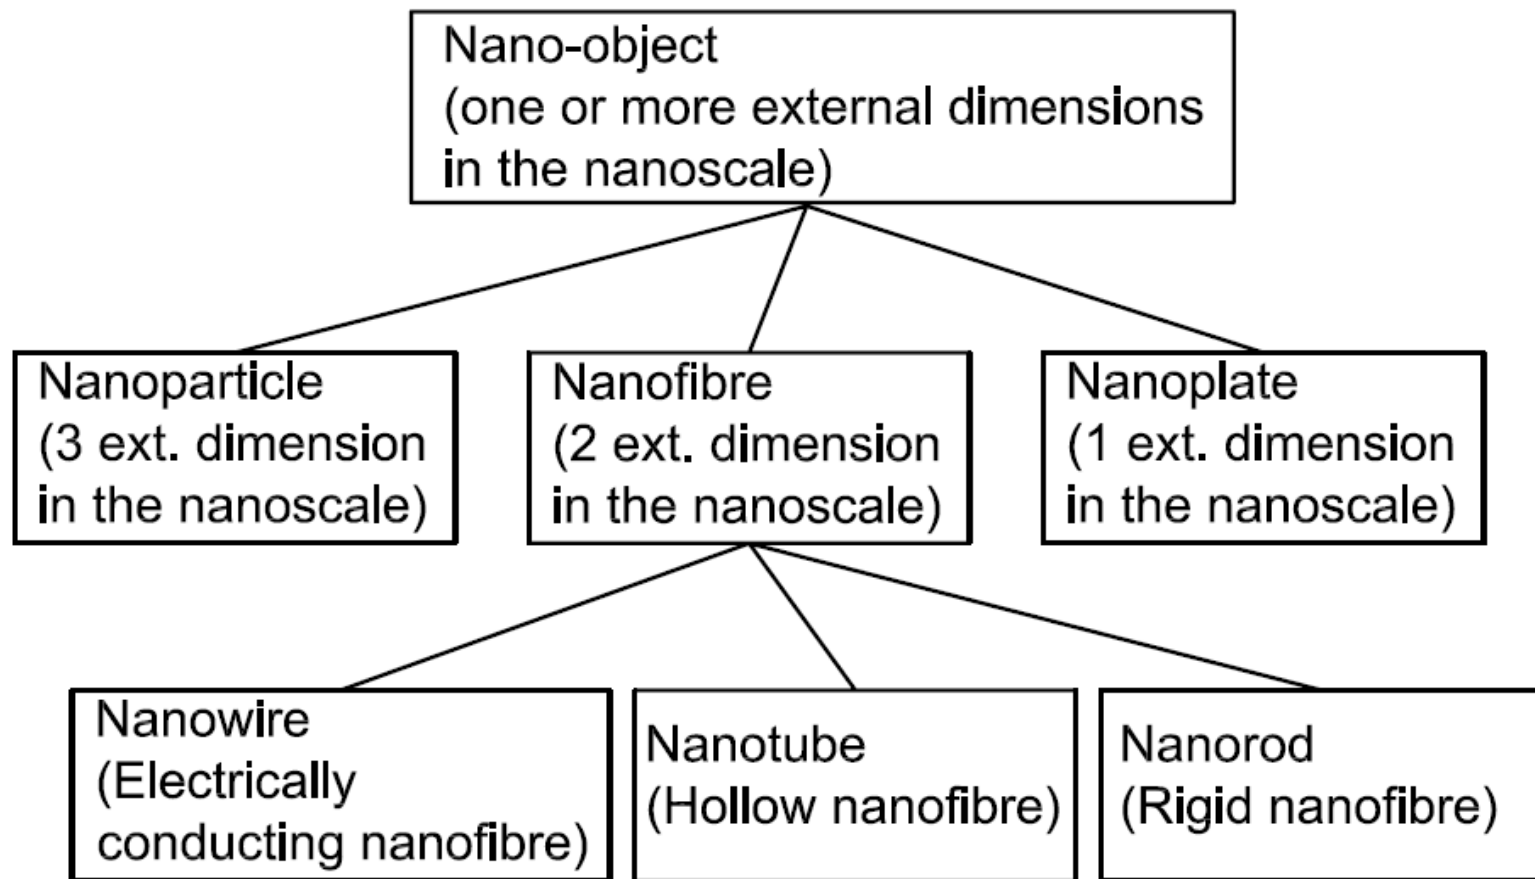 Nano-object
(one or more external dimensions
in the nanoscale)
Nanoparticle
(3 ext. dimension
in the nanoscale)
Nanofibre
(2 ext. dimension
in the nanoscale)
Nanoplate
(1 ext. dimension
in the nanoscale)
Nanowire
(Electrically
conducting nanofibre)
Nanotube
(Hollow nanofibre)
Nanorod
(Rigid nanofibre)